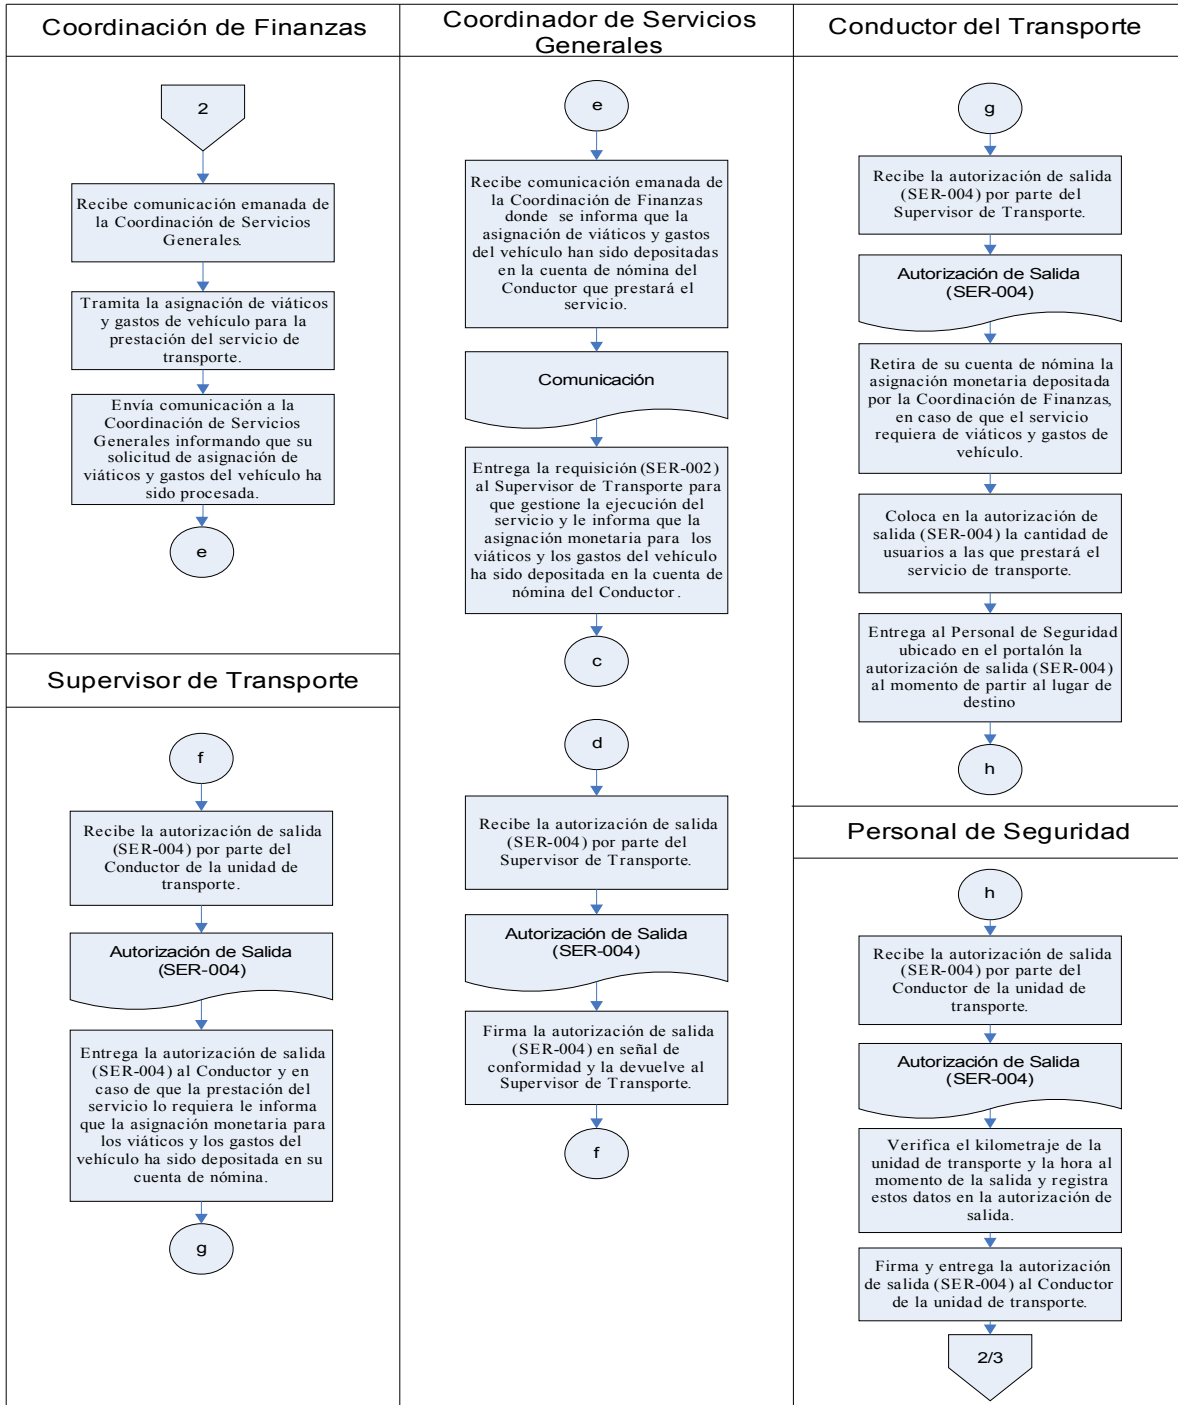 Coordinación de Finanzas
2
Recibe comunicación emanada de
la Coordinación de Servicios
Generales.
Tramita la asignación de viáticos
y gastos de vehículo para la
prestación del servicio de
transporte.
Envía comunicación a la
Coordinación de Servicios
Generales informando que su
solicitud de asignación de
viáticos y gastos del vehículo ha
sido procesada.
e
Supervisor de Transporte
f
Recibe la autorización de salida
(SER-004) por parte del
Conductor de la unidad de
transporte.
Autorización de Salida
(SER-004)
Entrega la autorización de salida
(SER-004) al Conductor y en
caso de que la prestación del
servicio lo requiera le informa
que la asignación monetaria para
los viáticos y los gastos del
vehículo ha sido depositada en su
cuenta de nómina.
g
Coordinador de Servicios
Generales
e
Recibe comunicación emanada de
la Coordinación de Finanzas
donde se informa que la
asignación de viáticos y gastos
del vehículo han sido depositadas
en la cuenta de nómina del
Conductor que prestará el
servicio.
Comunicación
Entrega la requisición (SER-002)
al Supervisor de Transporte para
que gestione la ejecución del
servicio y le informa que la
asignación monetaria para los
viáticos y los gastos del vehículo
ha sido depositada en la cuenta de
nómina del Conductor.
c
d
Recibe la autorización de salida
(SER-004) por parte del
Supervisor de Transporte.
Autorización de Salida
(SER-004)
Firma la autorización de salida
(SER-004) en señal de
conformidad y la devuelve al
Supervisor de Transporte.
f
Conductor del Transporte
g
Recibe la autorización de salida
(SER-004) por parte del
Supervisor de Transporte.
Autorización de Salida
(SER-004)
Retira de su cuenta de nómina la
asignación monetaria depositada
por la Coordinación de Finanzas,
en caso de que el servicio
requiera de viáticos y gastos de
vehículo.
Coloca en la autorización de
salida (SER-004) la cantidad de
usuarios a las que prestará el
servicio de transporte.
Entrega al Personal de Seguridad
ubicado en el portalón la
autorización de salida (SER-004)
al momento de partir al lugar de
destino
h
Personal de Seguridad
h
Recibe la autorización de salida
(SER-004) por parte del
Conductor de la unidad de
transporte.
Autorización de Salida
(SER-004)
Verifica el kilometraje de la
unidad de transporte y la hora al
momento de la salida y registra
estos datos en la autorización de
salida.
Firma y entrega la autorización
de salida (SER-004) al Conductor
de la unidad de transporte.
2/3